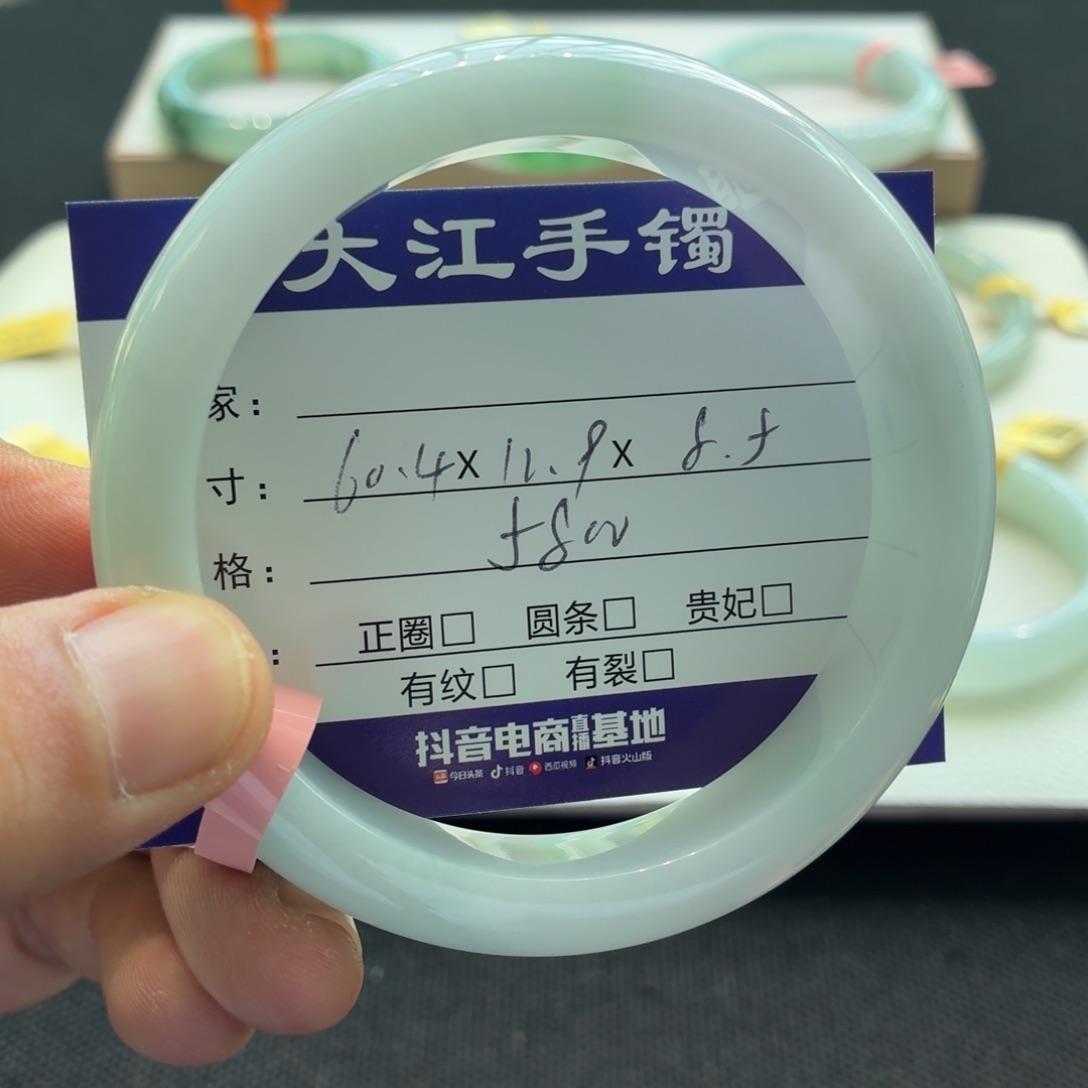 大江手镯
家：
寸：60.4x11.9x 8.5
格：5800
：正圈□ 圆条□ 贵妃□
有纹□ 有裂□
抖音电商直播基地
今日头条 抖音 西瓜视频 抖音火山版